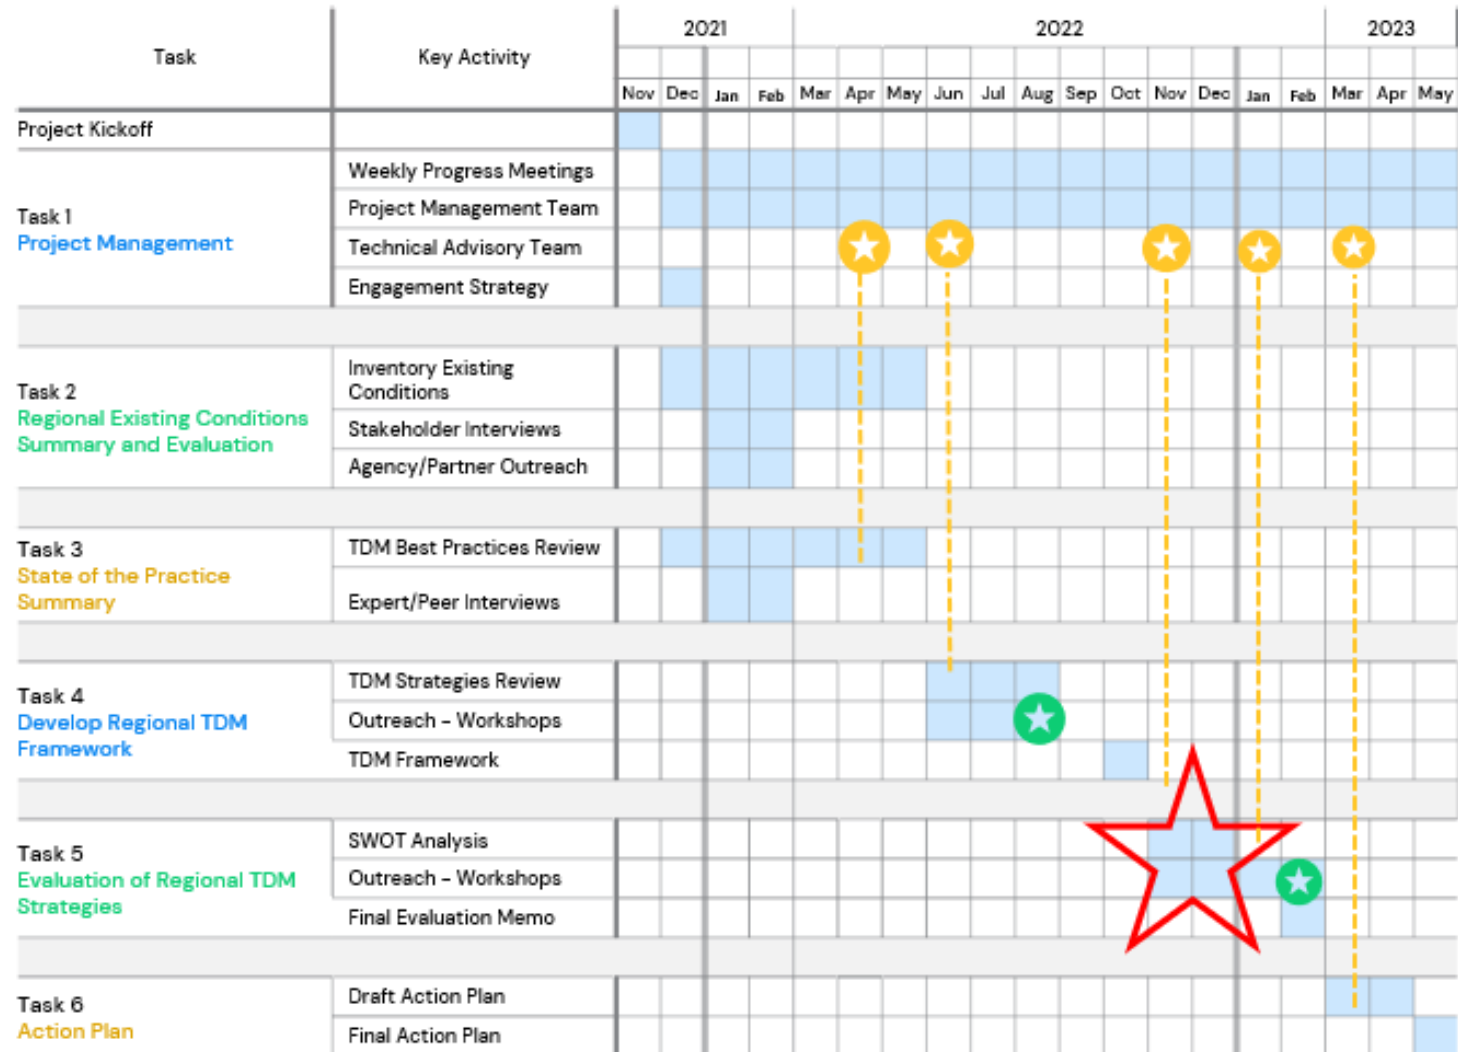 2021 2022 2023
Task Key Activity
Nov Dec Jan Feb Mar Apr May Jun Jul Aug Sep Oct Nov Dec Jan Feb Mar Apr May
Project Kickoff
Weekly Progress Meetings
Project Management Team
Task 1
Project Management
Technical Advisory Team
Engagement Strategy
Inventory Existing
Conditions
Task 2
Regional Existing Conditions
Summary and Evaluation
Stakeholder Interviews
Agency/Partner Outreach
Task 3
State of the Practice
Summary
TDM Best Practices Review
Expert/Peer Interviews
Task 4
Develop Regional TDM
Framework
TDM Strategies Review
Outreach - Workshops
TDM Framework
Task 5
Evaluation of Regional TDM
Strategies
SWOT Analysis
Outreach - Workshops
Final Evaluation Memo
Task 6
Action Plan
Draft Action Plan
Final Action Plan